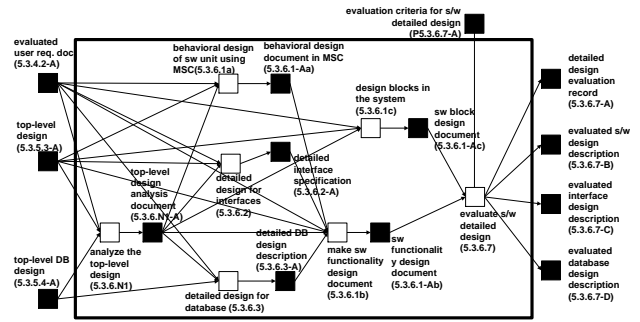 evaluation criteria for s/w
detailed design
(P5.3.6.7-A)
evaluated
user req. doc
(5.3.4.2-A)
behavioral design
of sw unit using
MSC(5.3.6.1a)
behavioral design
document in MSC
(5.3.6.1-Aa)
design blocks in
the system
(5.3.6.1c)
detailed
design
evaluation
record
(5.3.6.7-A)
top-level
design
(5.3.5.3-A)
sw block
design
document
(5.3.6.1-Ac)
evaluated s/w
design
description
(5.3.6.7-B)
top-level
design
analysis
document
(5.3.6.N1-A)
detailed
design for
interfaces
(5.3.6.2)
detailed
interface
specification
(5.3.6.2-A)
evaluate s/w
detailed
design
(5.3.6.7)
evaluated
interface
design
description
(5.3.6.7-C)
top-level DB
design
(5.3.5.4-A)
analyze the
top-level
design
(5.3.6.N1)
detailed DB
design
description
(5.3.6.3-A)
make sw
functionality
design
document
(5.3.6.1b)
sw
functionalit
y design
document
(5.3.6.1-Ab)
evaluated
database
design
description
(5.3.6.7-D)
detailed design for
database (5.3.6.3)